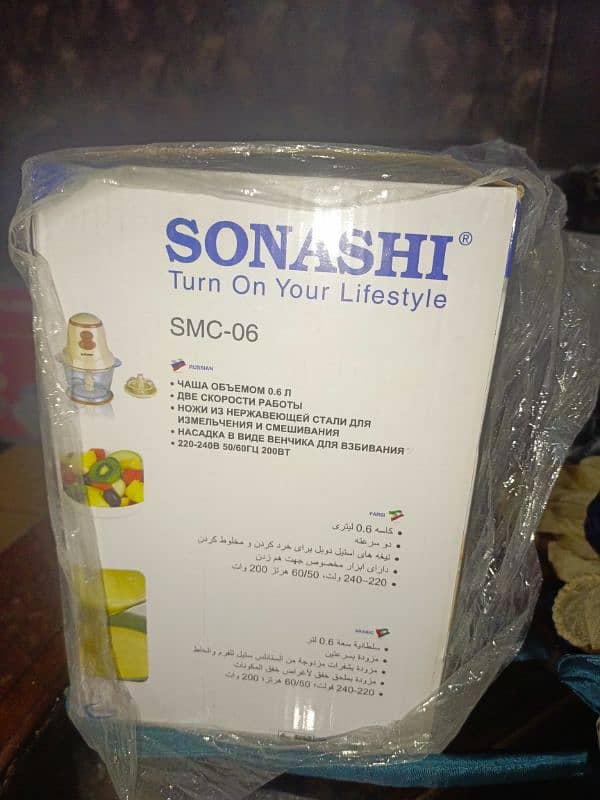 SONASHI®
Turn On Your Lifestyle
SMC-06
RUSSIAN
• ЧАША ОБЪЕМОМ 0.6 Л
• ДВЕ СКОРОСТИ РАБОТЫ
• НОЖИ ИЗ НЕРЖАВЕЮЩЕЙ СТАЛИ ДЛЯ
ИЗМЕЛЬЧЕНИЯ И СМЕШИВАНИЯ
• НАСАДКА В ВИДЕ ВЕНЧИКА ДЛЯ ВЗБИВАНИЯ
• 220-240В 50/60ГЦ 200ВТ
FARSI
• کاسه 0.6 لیتری
• دو سرعته
• تیغه های استیل دوبل برای خرد کردن و مخلوط کردن
• دارای ابزار مخصوص جهت هم زدن
• 220–240 ولت، 60/50 هرتز 200 وات
ARABIC
• سلطانية سعة 0.6 لتر
• مزودة بسرعتين
• مزودة بشفرات مزدوجة من الستانلس ستيل للفرم والخلط
• مزودة بملحق خفق لأغراض خفق المكونات
• 220-240 فولت، 60/50 هرتز، 200 وات